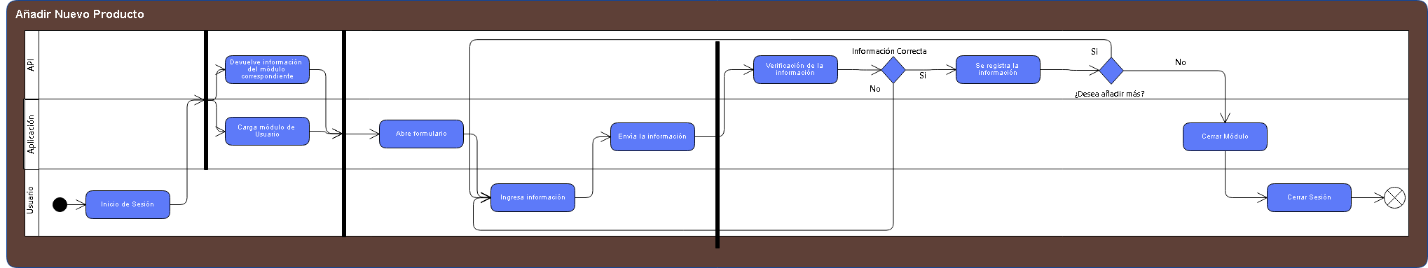 Añadir Nuevo Producto
API
Devuelve información
del módulo
correspondiente
Verificación de la
información
Información Correcta
Si
No
Se registra la
información
Si
¿Desea añadir más?
No
Aplicación
Carga módulo de
Usuario
Abre formulario
Envía la información
Cerrar Módulo
Usuario
Inicio de Sesión
Ingresa información
Cerrar Sesión